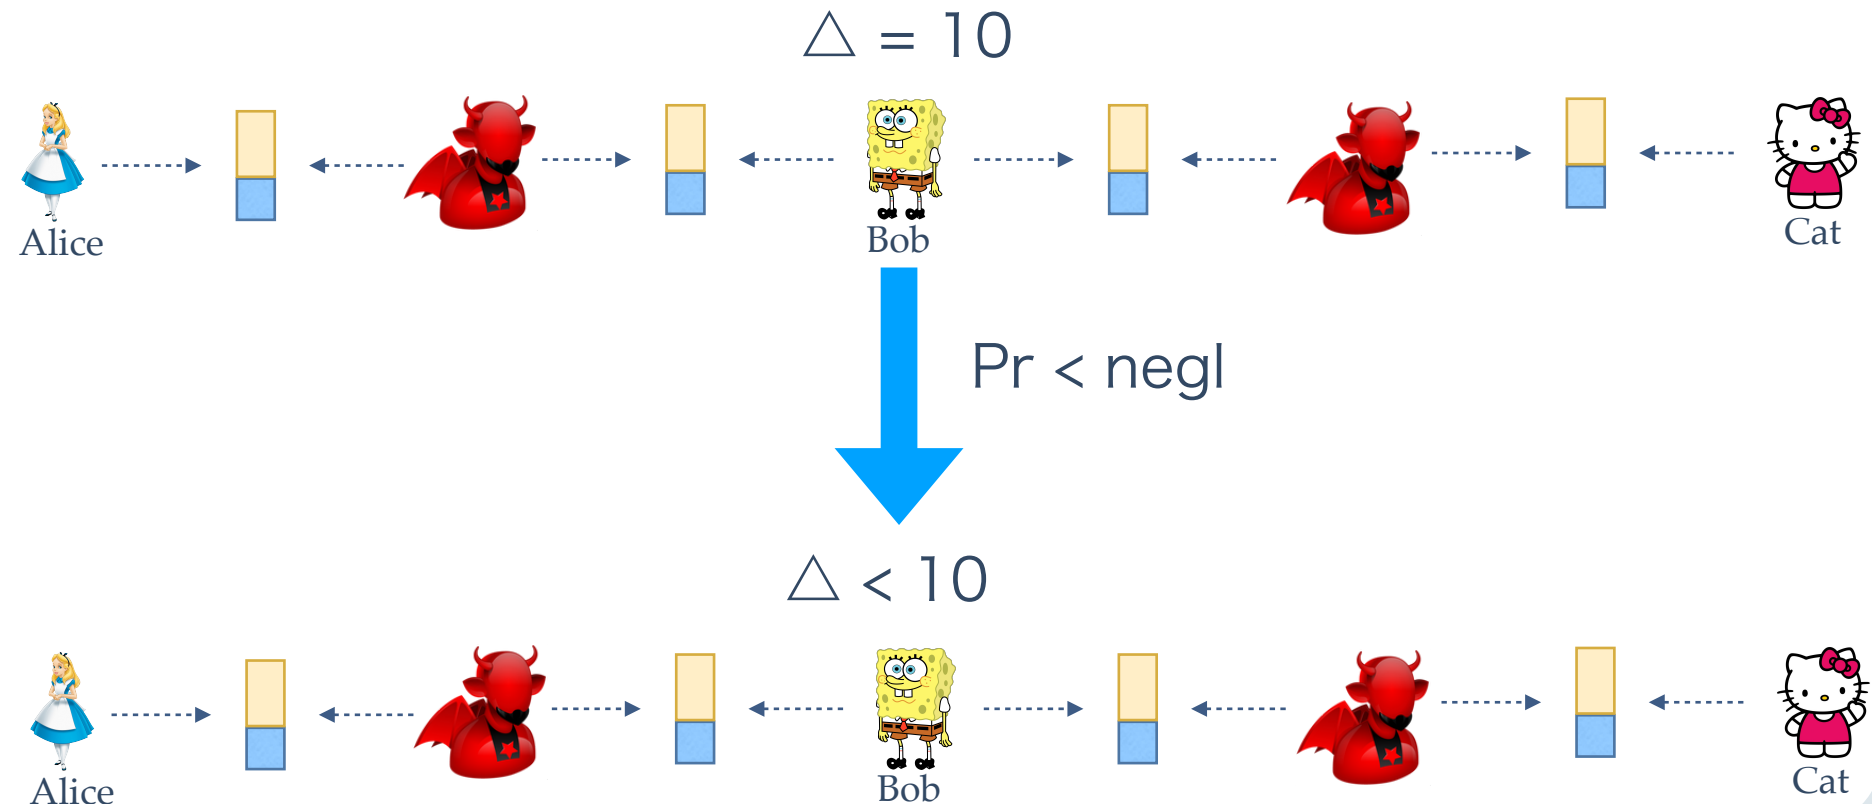 △ = 10
Alice
Bob
Cat
Pr < negl
△ < 10
Alice
Bob
Cat